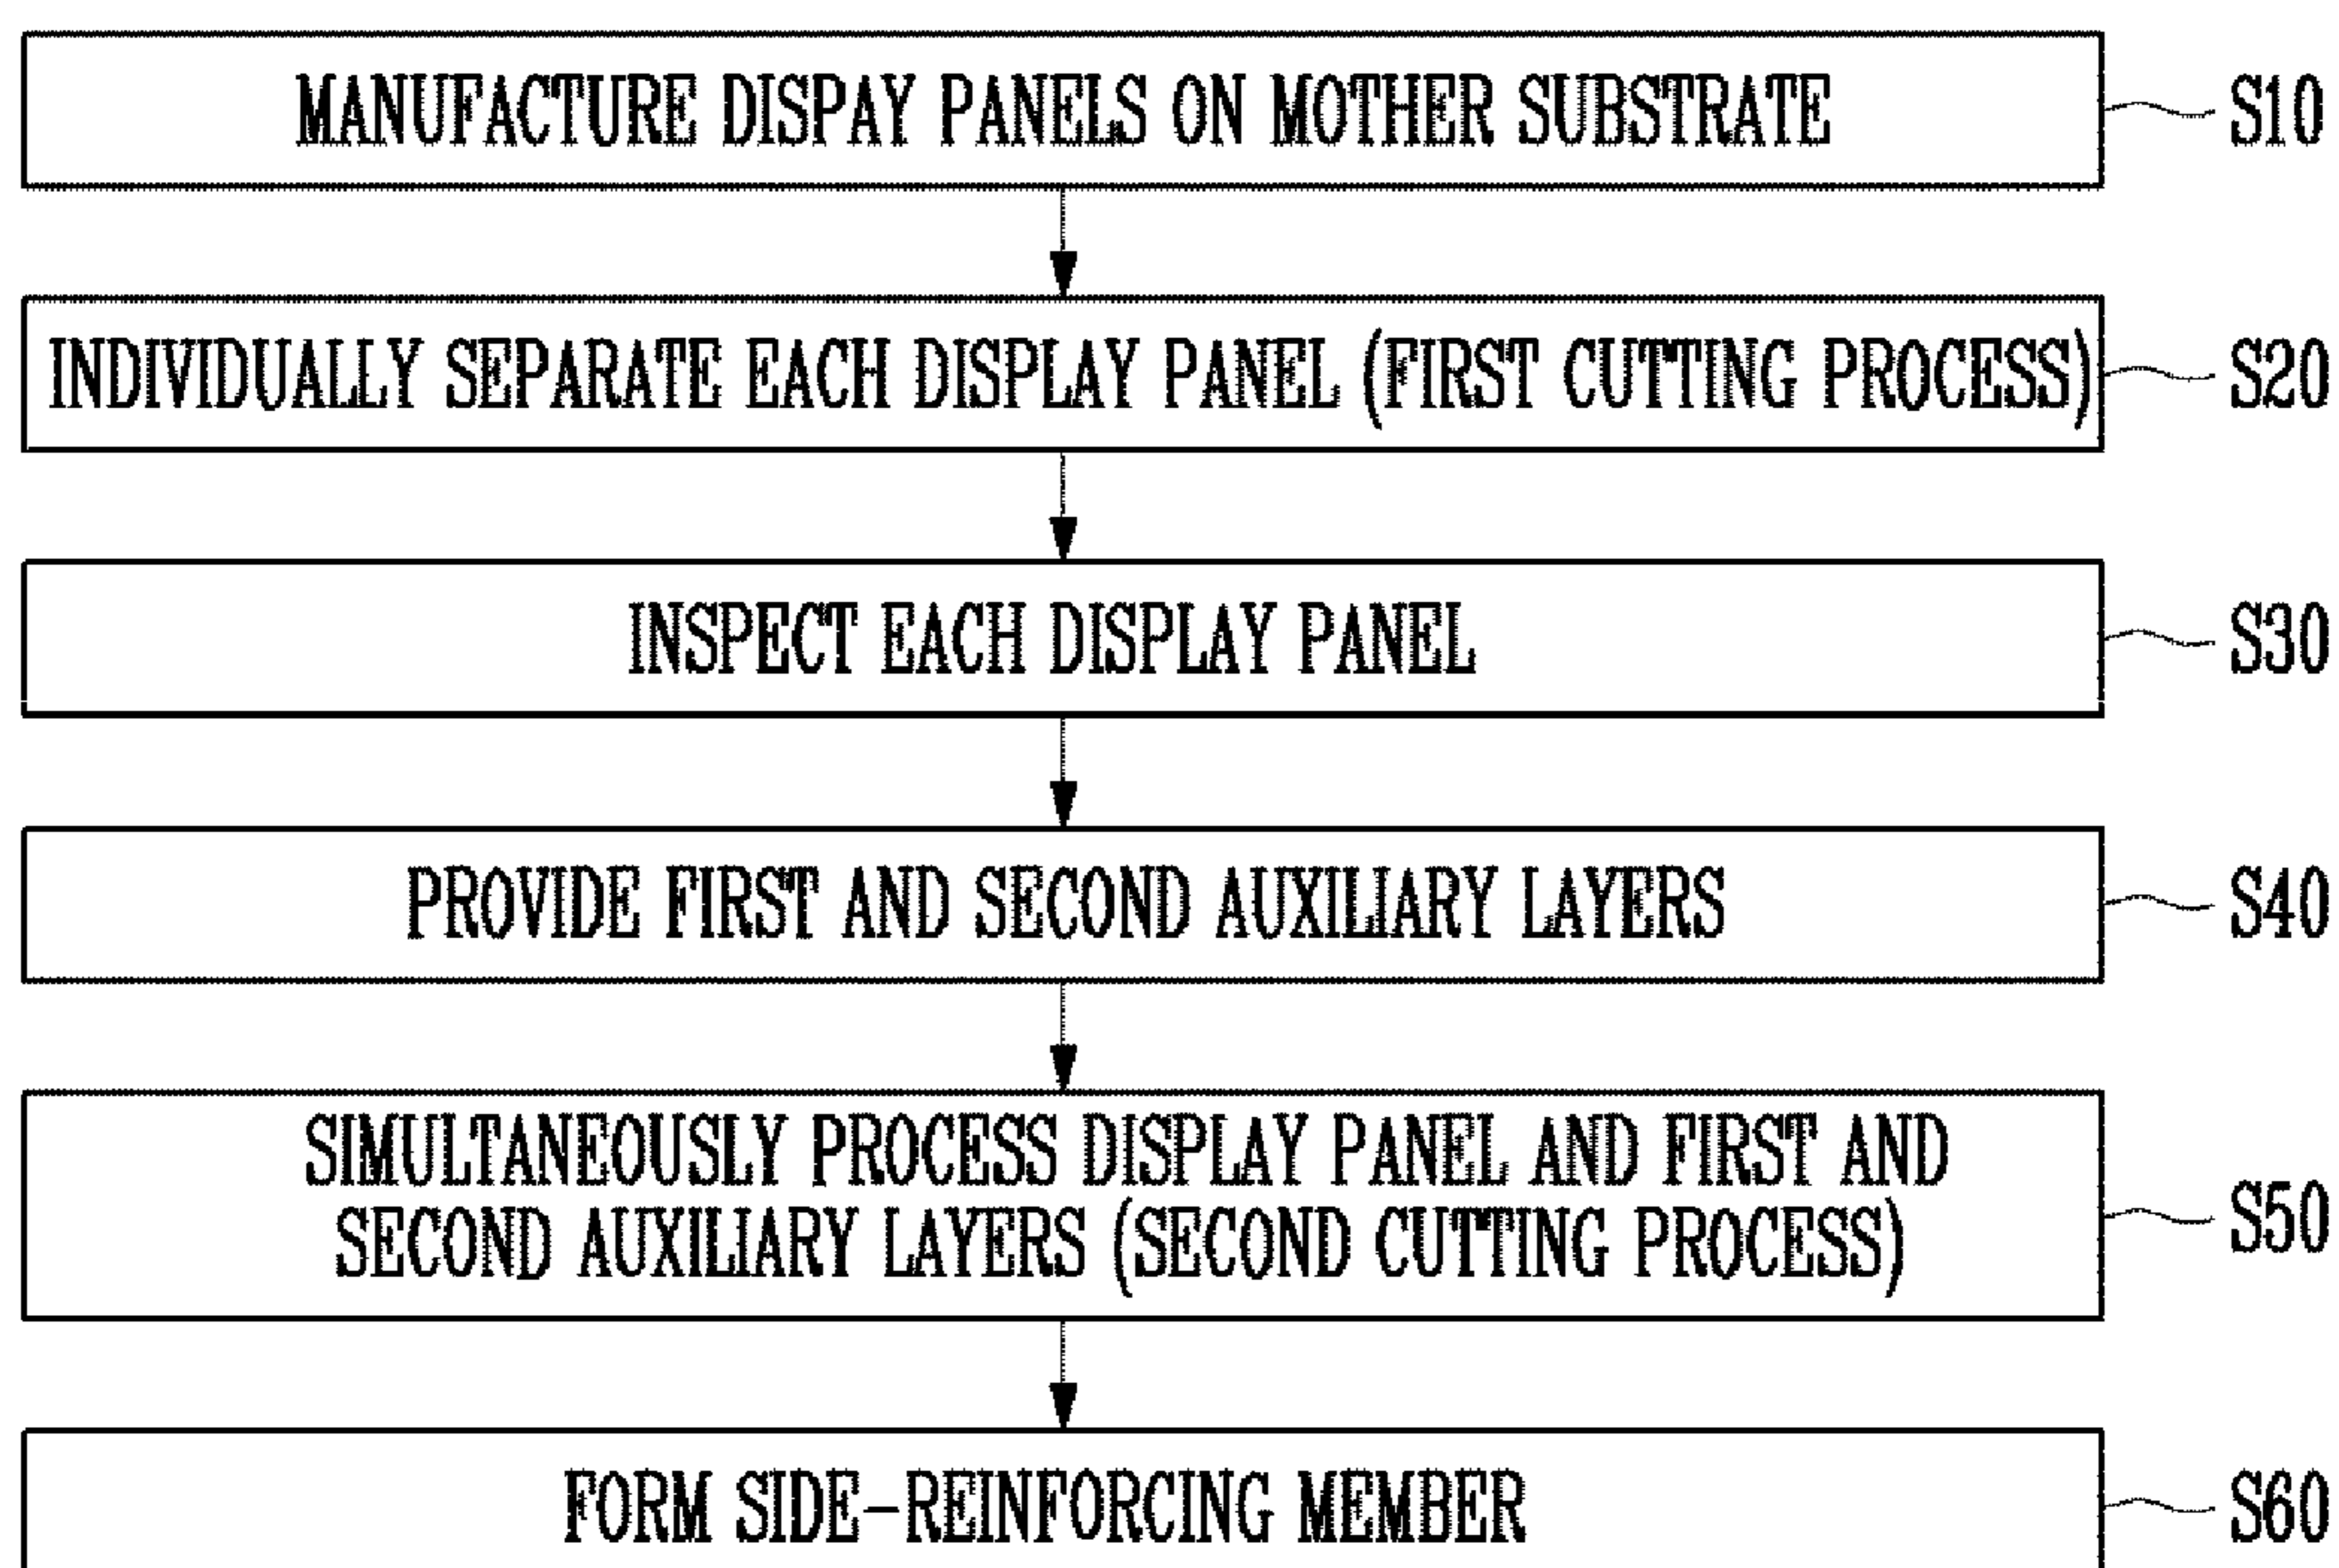 MANUFACTURE DISPAY PANELS ON MOTHER SUBSTRATE
S10
INDIVIDUALLY SEPARATE EACH DISPLAY PANEL (FIRST CUTTING PROCESS)
S20
INSPECT EACH DISPLAY PANEL
S30
PROVIDE FIRST AND SECOND AUXILIARY LAYERS
S40
SIMULTANEOUSLY PROCESS DISPLAY PANEL AND FIRST AND
SECOND AUXILIARY LAYERS (SECOND CUTTING PROCESS)
S50
FORM SIDE-REINFORCING MEMBER
S60